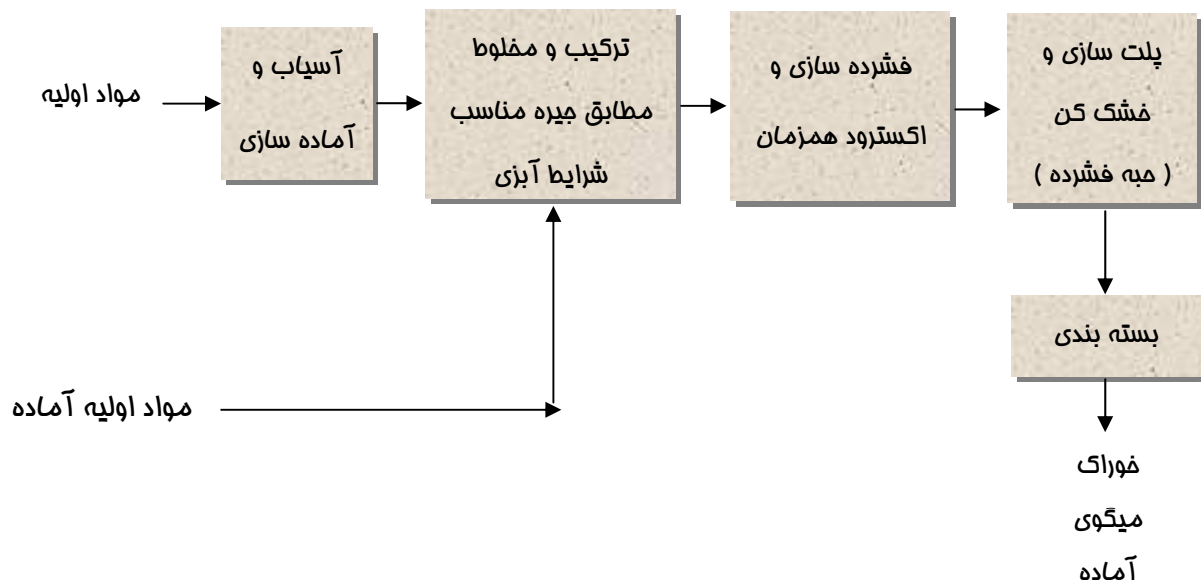 مواد اولیه
آسیاب و
آماده سازی
ترکیب و مخلوط
مطابق جیره مناسب
شرایط آبزی
فشرده سازی و
اکسترود همزمان
پلت سازی و
خشک کن
( حبه فشرده )
بسته بندی
مواد اولیه آماده
خوراک
میگوی
آماده